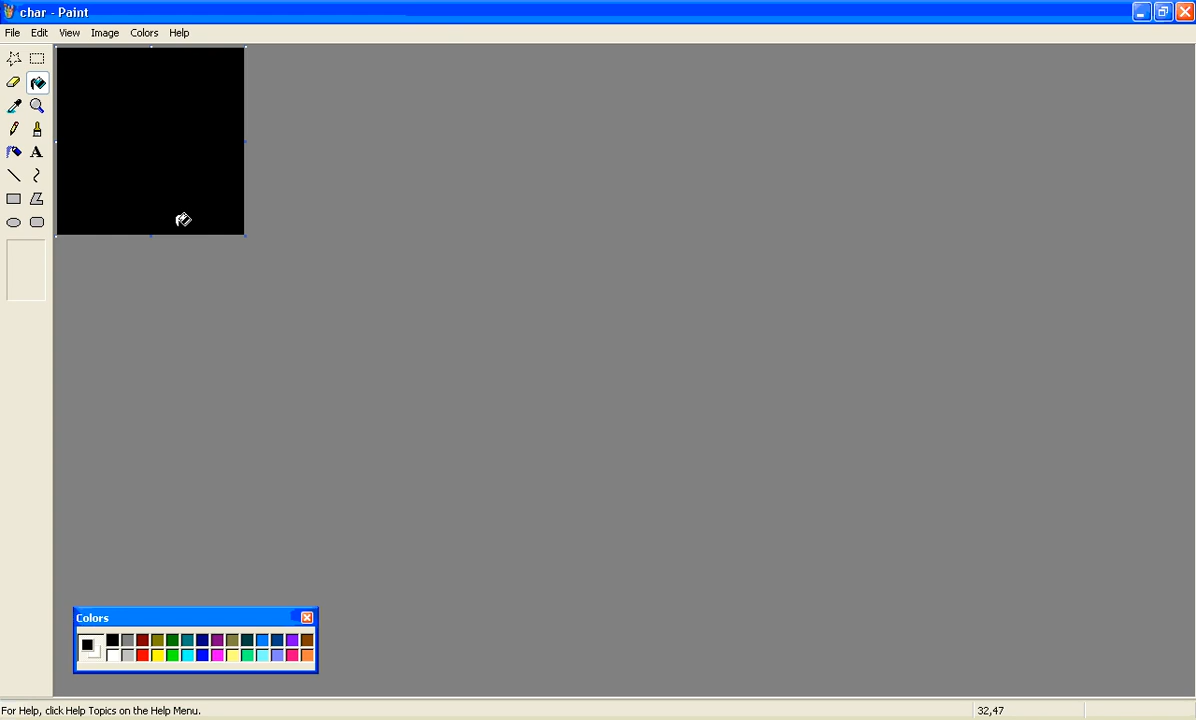 char - Paint
File Edit View Image Colors Help
A
Colors
For Help, click Help Topics on the Help Menu.
32,47